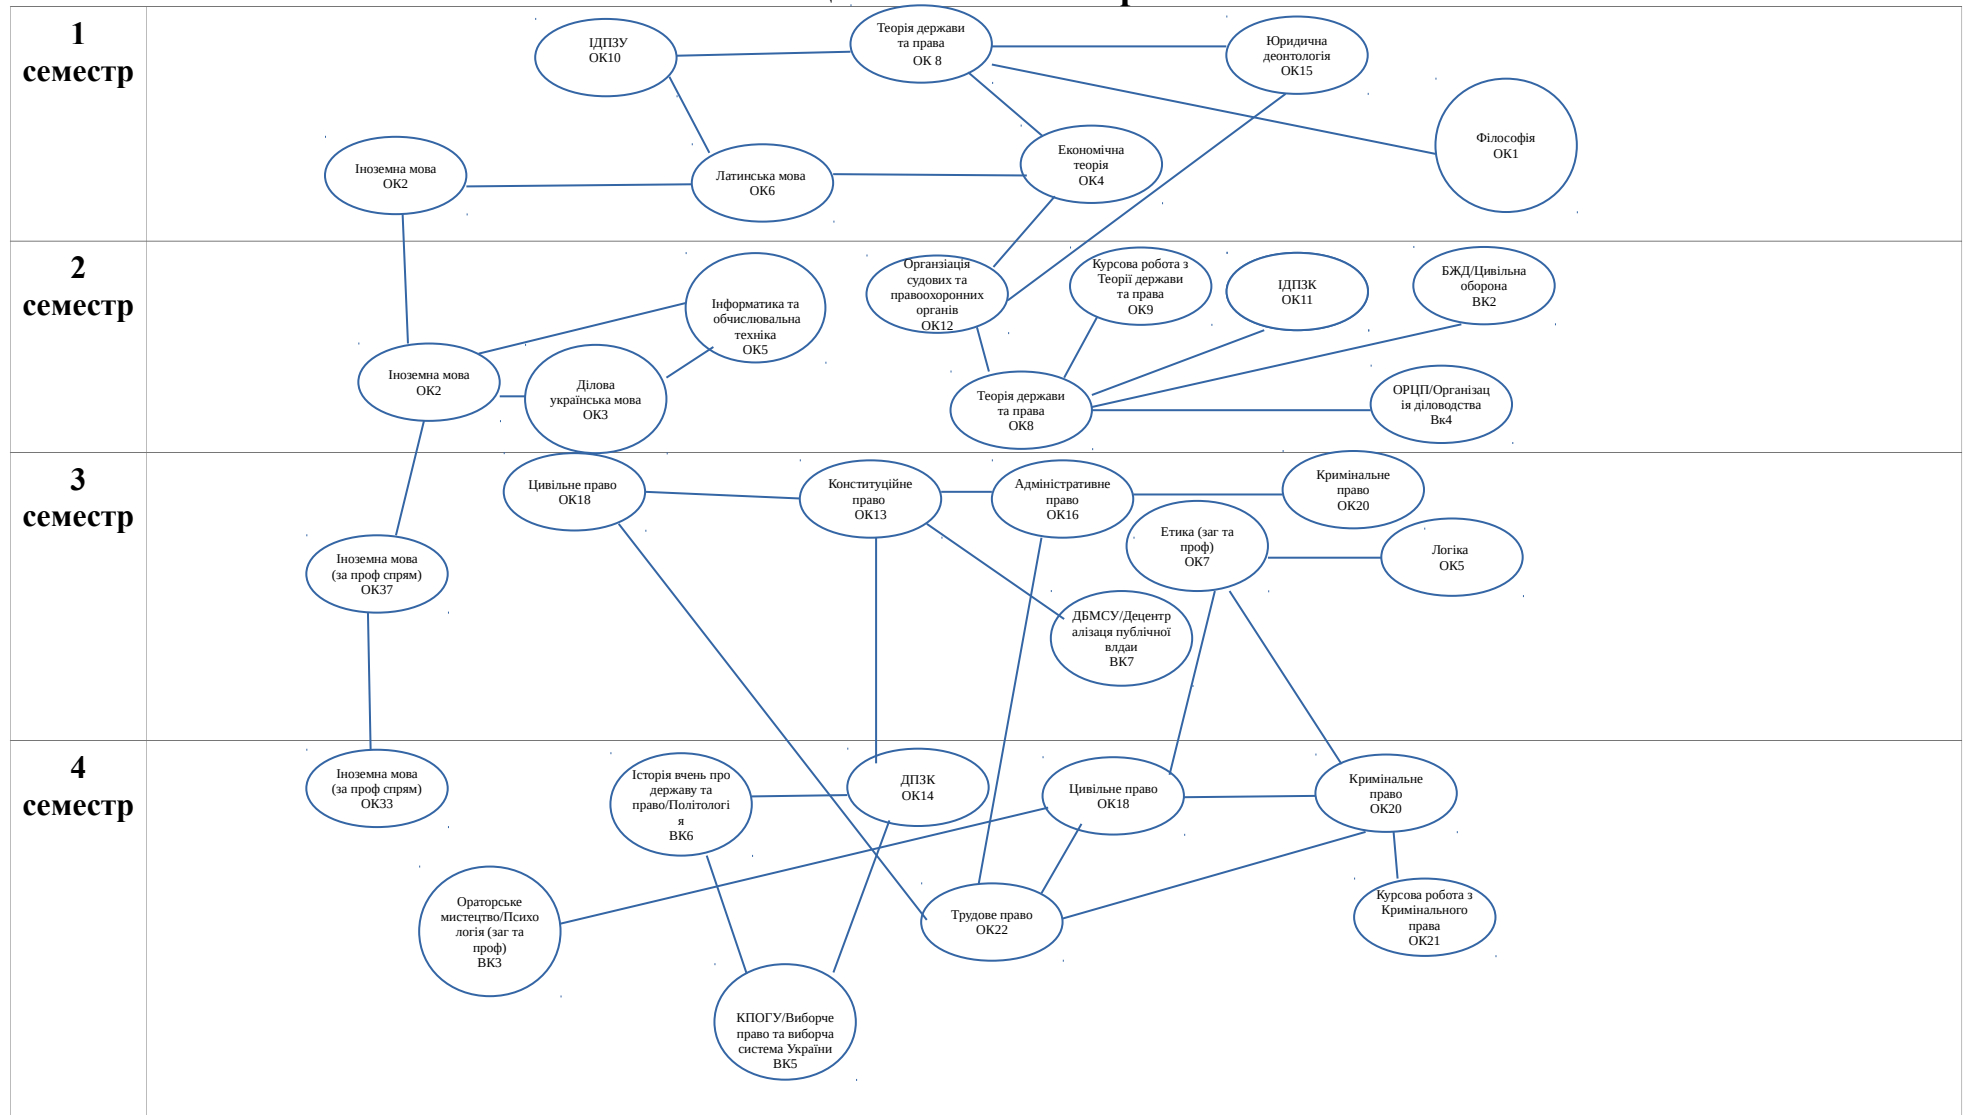 1
семестр
ІДПЗУ
ОК10
Теорія держави
та права
ОК 8
Юридична
деонтологія
ОК15
Філософія
ОК1
Іноземна мова
ОК2
Латинська мова
ОК6
Економічна
теорія
ОК4
2
семестр
Інформатика та
обчислювальна
техніка
ОК5
Органзіація
судових та
правоохоронних
органів
ОК12
Курсова робота з
Теорії держави
та права
ОК9
ІДПЗК
ОК11
БЖД/Цивільна
оборона
ВК2
Іноземна мова
ОК2
Ділова
українська мова
ОК3
Теорія держави
та права
ОК8
ОРЦП/Організац
ія діловодства
Вк4
3
семестр
Цивільне право
ОК18
Конституційне
право
ОК13
Адміністративне
право
ОК16
Кримінальне
право
ОК20
Етика (заг та
проф)
ОК7
Логіка
ОК5
Іноземна мова
(за проф спрям)
ОК37
ДБМСУ/Децентр
алізаця публічної
влдаи
ВК7
4
семестр
Іноземна мова
(за проф спрям)
ОК33
Історія вчень про
державу та
право/Політологі
я
ВК6
ДПЗК
ОК14
Цивільне право
ОК18
Кримінальне
право
ОК20
Ораторське
мистецтво/Психо
логія (заг та
проф)
ВК3
Трудове право
ОК22
Курсова робота з
Кримінального
права
ОК21
КПОГУ/Виборче
право та виборча
система України
ВК5